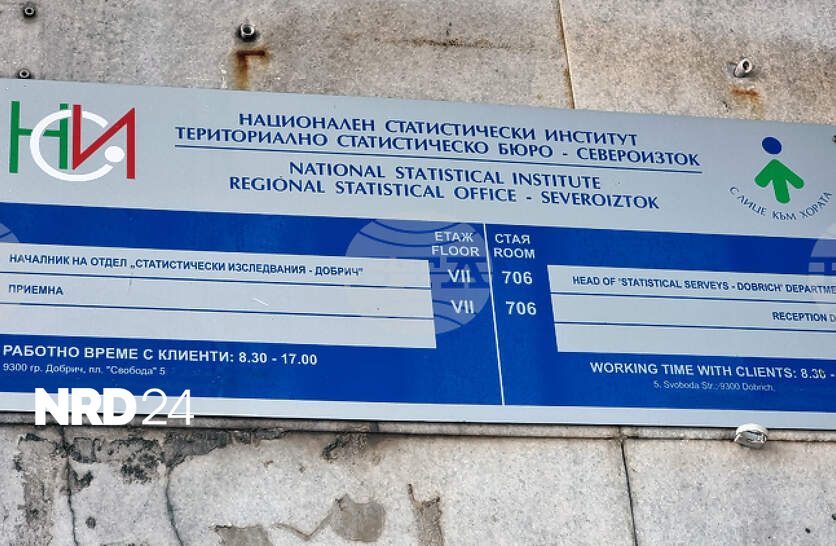 НСИ
НАЦИОНАЛЕН СТАТИСТИЧЕСКИ ИНСТИТУТ
ТЕРИТОРИАЛНО СТАТИСТИЧЕСКО БЮРО - СЕВЕРОИЗТОК
NATIONAL STATISTICAL INSTITUTE
REGIONAL STATISTICAL OFFICE - SEVEROIZTOK
С ЛИЦЕ КЪМ ХОРАТА
ЕТАЖ СТАЯ
FLOOR ROOM
НАЧАЛНИК НА ОТДЕЛ „СТАТИСТИЧЕСКИ ИЗСЛЕДВАНИЯ - ДОБРИЧ" VII 706 HEAD OF 'STATISTICAL SERVEYS - DOBRICH' DEPARTME
ПРИЕМНА VII 706 RECEPTION D
РАБОТНО ВРЕМЕ С КЛИЕНТИ: 8.30 - 17.00
9300 гр. Добрич, пл. "Свобода" 5
WORKING TIME WITH CLIENTS: 8.30 -
5, Svoboda Str., 9300 Dobrich,
NRD24